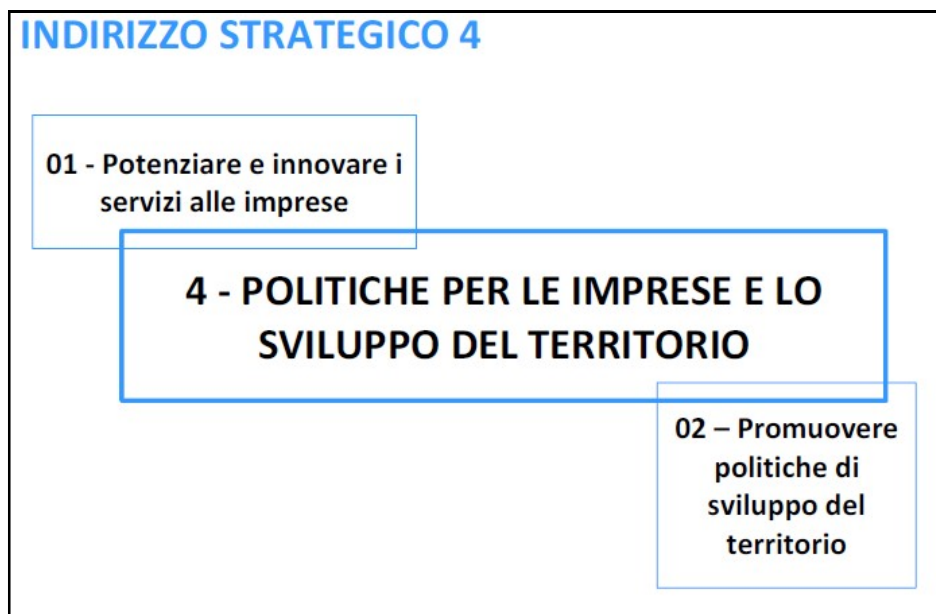 INDIRIZZO STRATEGICO 4
01 - Potenziare e innovare i
servizi alle imprese
4 - POLITICHE PER LE IMPRESE E LO
SVILUPPO DEL TERRITORIO
02 – Promuovere
politiche di
sviluppo del
territorio